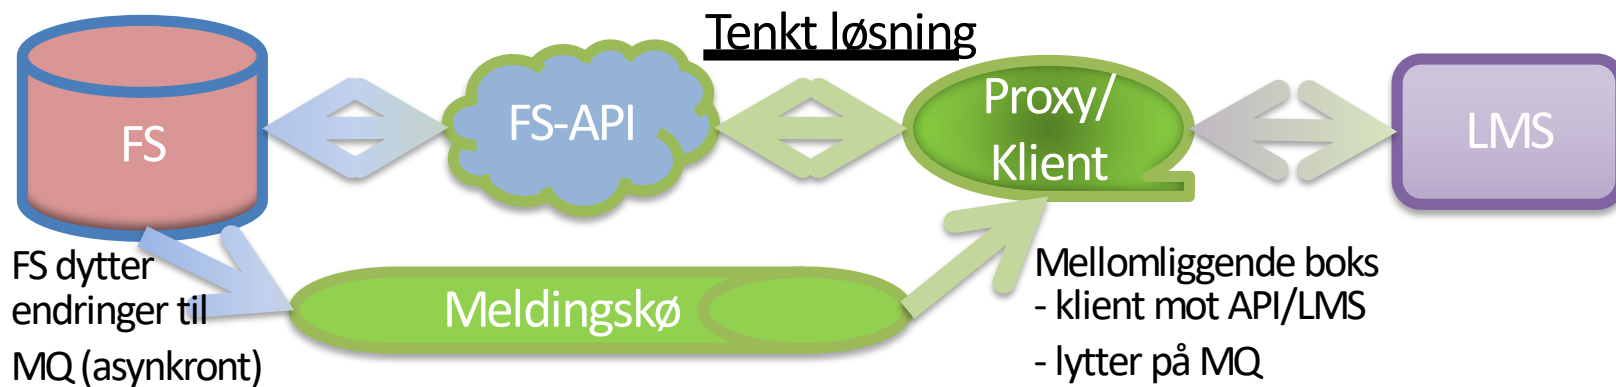 Tenkt løsning
FS
FS-API
Proxy/
Klient
LMS
FS dytter
endringer til
MQ (asynkront)
Meldingskø
Mellomliggende boks
- klient mot API/LMS
- lytter på MQ